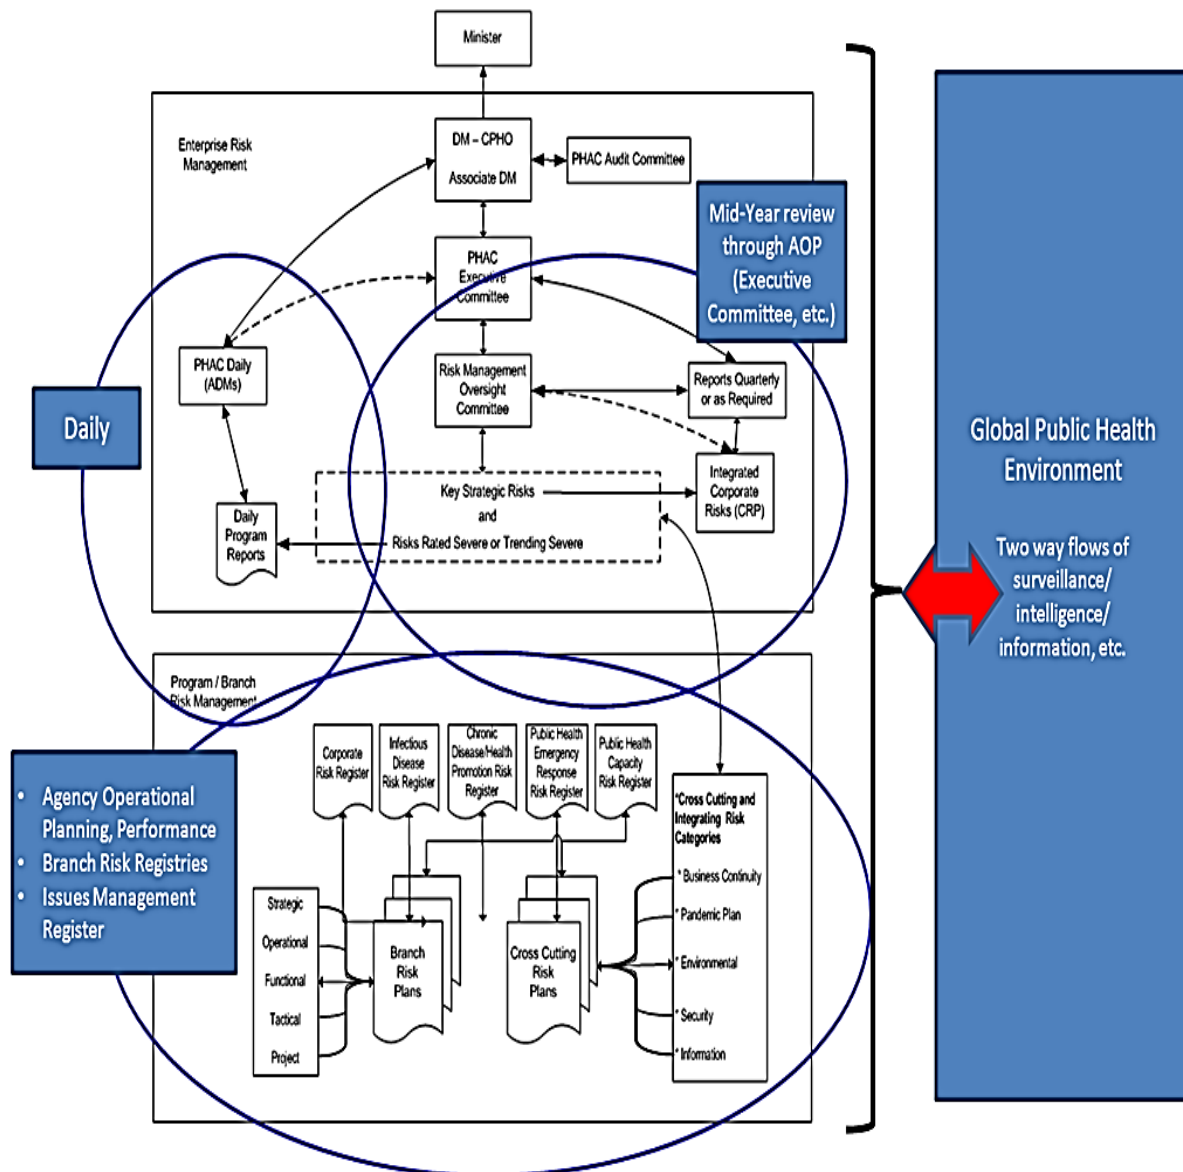 Minister
Enterprise Risk
Management
DM – CPHO
Associate DM
PHAC Audit Committee
Mid-Year review
through AOP
(Executive
Committee, etc.)
PHAC
Executive
Committee
PHAC Daily
(ADMs)
Risk Management
Oversight
Committee
Reports Quarterly
or as Required
Daily
Key Strategic Risks
and
Risks Rated Severe or Trending Severe
Integrated
Corporate
Risks (CRP)
Daily
Program
Reports
Global Public Health
Environment
Two way flows of
surveillance/
intelligence/
information, etc.
Program / Branch
Risk Management
Corporate
Risk Register
Infectious
Disease
Risk Register
Chronic
Disease/Health
Promotion Risk
Register
Public Health
Emergency
Response
Risk Register
Public Health
Capacity
Risk Register
• Agency Operational
Planning, Performance
• Branch Risk Registries
• Issues Management
Register
*Cross Cutting and
Integrating Risk
Categories
* Business Continuity
* Pandemic Plan
* Environmental
* Security
* Information
Strategic
Operational
Functional
Tactical
Project
Branch
Risk
Plans
Cross Cutting
Risk
Plans